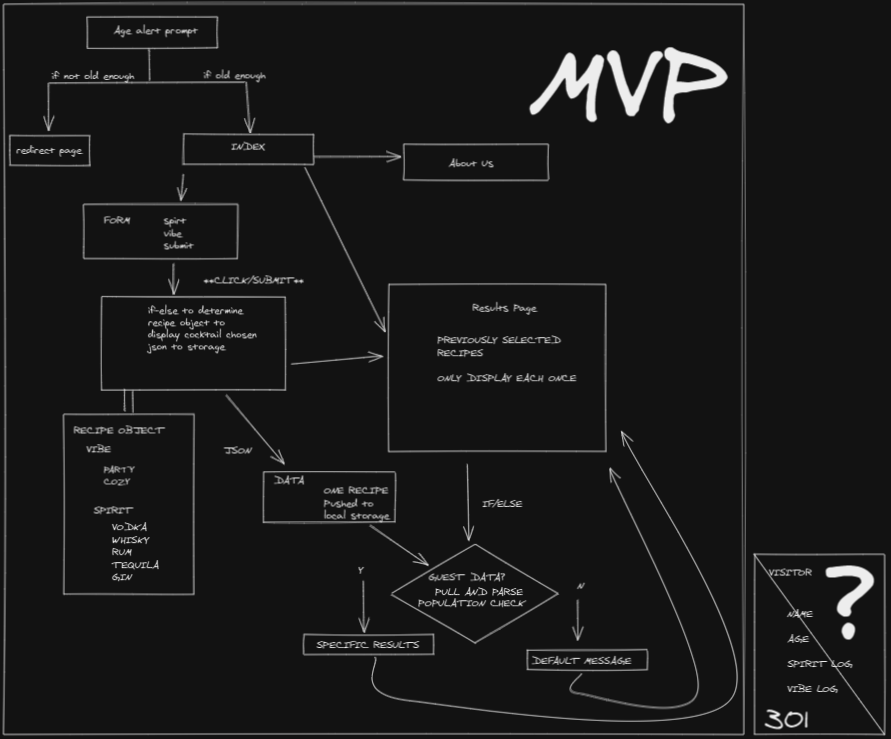 Age alert prompt
MVP
if not old enough
if old enough
redirect page
INDEX
About Us
FORM
spirt
vibe
submit
**CLICK/SUBMIT**
if-else to determine
recipe object to
display cocktail chosen
json to storage
Results Page
PREVIOUSLY SELECTED
RECIPES
ONLY DISPLAY EACH ONCE
RECIPE OBJECT
VIBE
PARTY
COZY
SPIRIT
VODKA
WHISKY
RUM
TEQUILA
GIN
JSON
DATA
ONE RECIPE
Pushed to
local storage
IF/ELSE
GUEST DATA?
PULL AND PARSE
POPULATION CHECK
Y
N
SPECIFIC RESULTS
DEFAULT MESSAGE
VISITOR
?
NAME
AGE
SPIRIT LOG
VIBE LOG
301